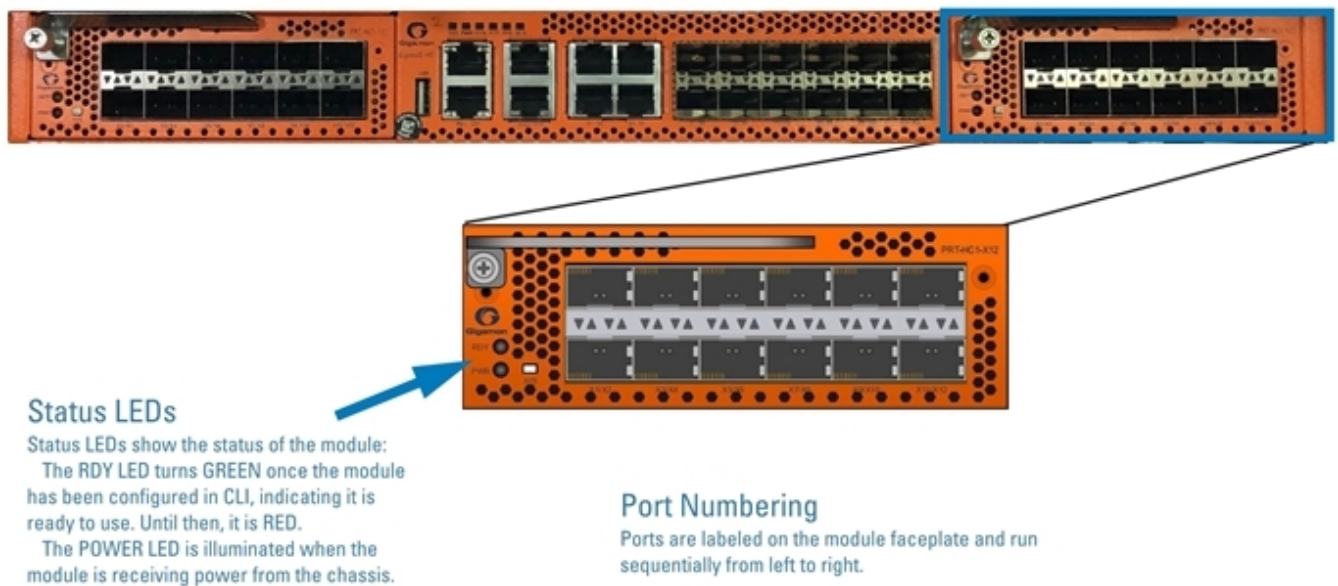 Gigamon
PRT-HC1-X12
Gigamon
RDY
PWR
Status LEDs
Status LEDs show the status of the module:
The RDY LED turns GREEN once the module
has been configured in CLI, indicating it is
ready to use. Until then, it is RED.
The POWER LED is illuminated when the
module is receiving power from the chassis.
Port Numbering
Ports are labeled on the module faceplate and run
sequentially from left to right.